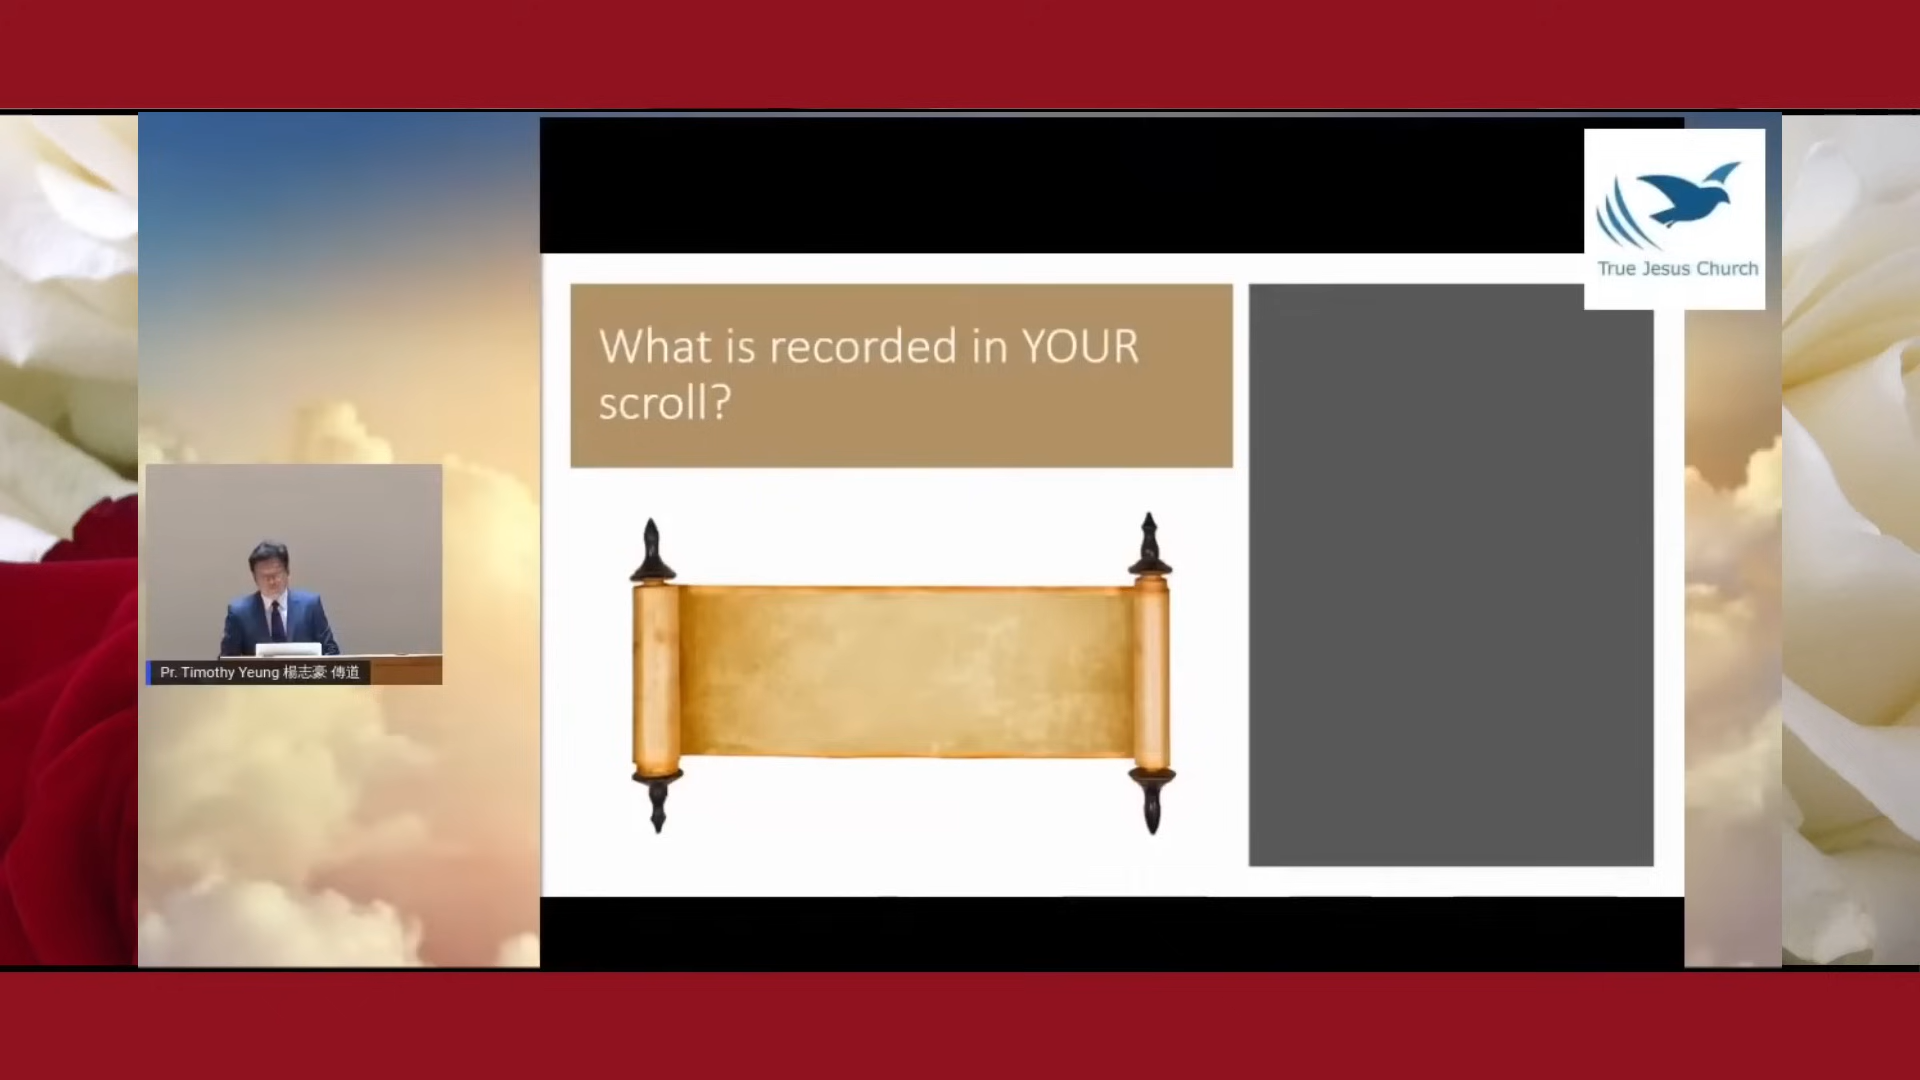 True Jesus Church
What is recorded in YOUR
scroll?
Pr. Timothy Yeung 楊志豪 傳道